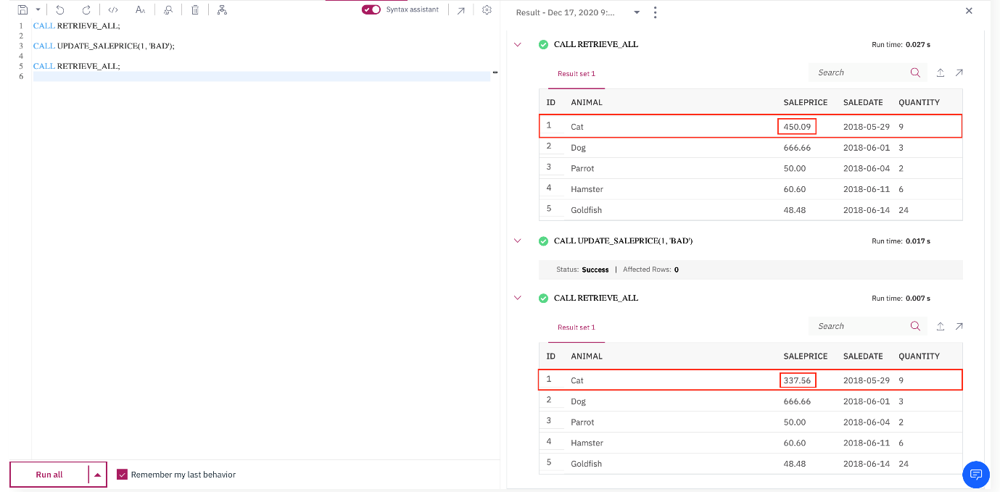 Syntax assistant
1 CALL RETRIEVE_ALL;
2
3 CALL UPDATE_SALEPRICE(1, 'BAD');
4
5 CALL RETRIEVE_ALL;
6
Run all
Remember my last behavior
Result - Dec 17, 2020 9:...
CALL RETRIEVE_ALL Run time: 0.027 s
Result set 1 Search
ID ANIMAL SALEPRICE SALEDATE QUANTITY
1 Cat 450.09 2018-05-29 9
2 Dog 666.66 2018-06-01 3
3 Parrot 50.00 2018-06-04 2
4 Hamster 60.60 2018-06-11 6
5 Goldfish 48.48 2018-06-14 24
CALL UPDATE_SALEPRICE(1, 'BAD') Run time: 0.017 s
Status: Success | Affected Rows: 0
CALL RETRIEVE_ALL Run time: 0.007 s
Result set 1 Search
ID ANIMAL SALEPRICE SALEDATE QUANTITY
1 Cat 337.56 2018-05-29 9
2 Dog 666.66 2018-06-01 3
3 Parrot 50.00 2018-06-04 2
4 Hamster 60.60 2018-06-11 6
5 Goldfish 48.48 2018-06-14 24